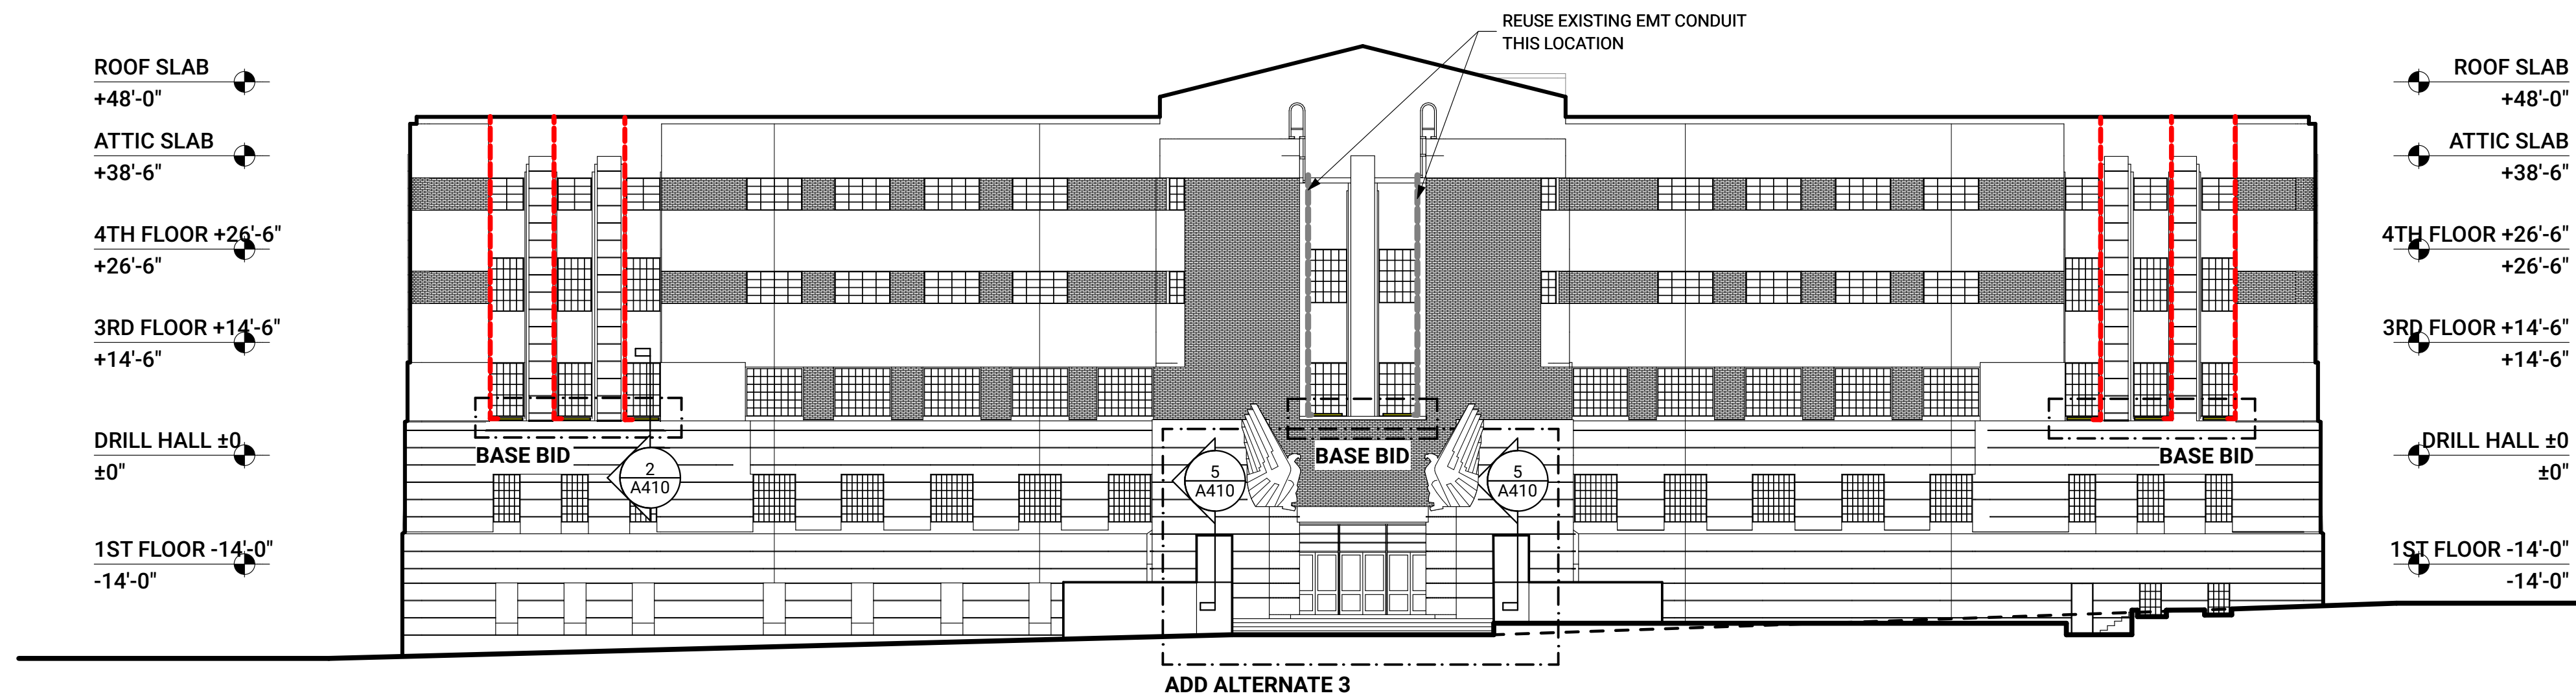 REUSE EXISTING EMT CONDUIT
THIS LOCATION
ROOF SLAB
+48'-0"
ATTIC SLAB
+38'-6"
4TH FLOOR +26'-6"
+26'-6"
3RD FLOOR +14'-6"
+14'-6"
DRILL HALL ±0
±0"
1ST FLOOR -14'-0"
-14'-0"
BASE BID
2
A410
5
A410
BASE BID
5
A410
BASE BID
ADD ALTERNATE 3
ROOF SLAB
+48'-0"
ATTIC SLAB
+38'-6"
4TH FLOOR +26'-6"
+26'-6"
3RD FLOOR +14'-6"
+14'-6"
DRILL HALL ±0
±0"
1ST FLOOR -14'-0"
-14'-0"